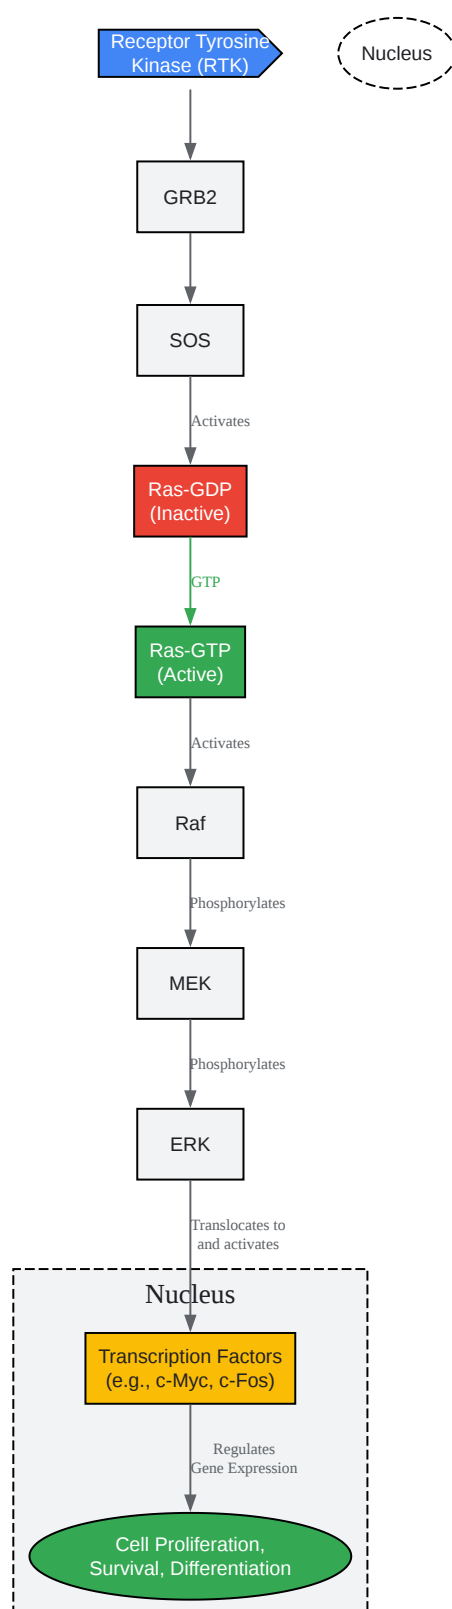 Receptor Tyrosine
Kinase (RTK)
Nucleus
GRB2
SOS
Activates
Ras-GDP
(Inactive)
GTP
Ras-GTP
(Active)
Activates
Raf
Phosphorylates
MEK
Phosphorylates
ERK
Translocates to
and activates
Nucleus
Transcription Factors
(e.g., c-Myc, c-Fos)
Regulates
Gene Expression
Cell Proliferation,
Survival, Differentiation